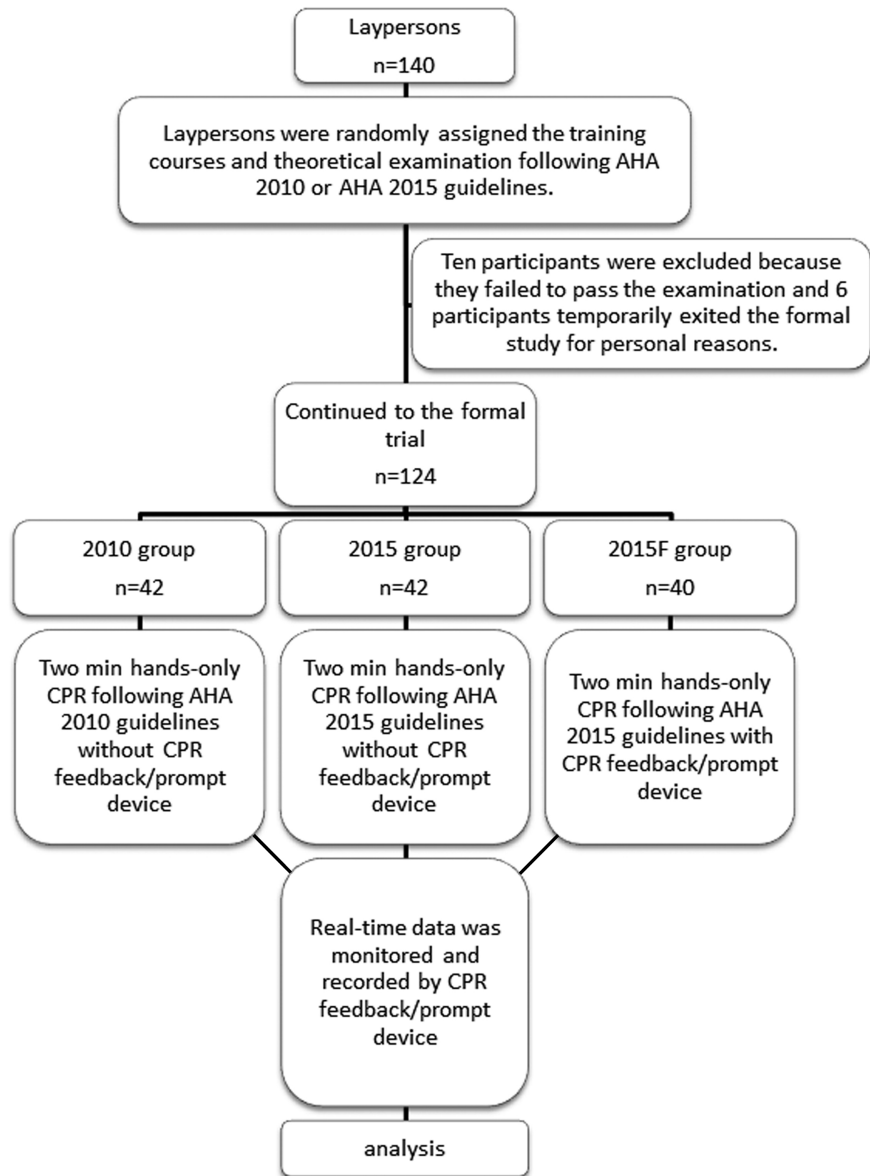 Laypersons
n=140
Laypersons were randomly assigned the training
courses and theoretical examination following AHA
2010 or AHA 2015 guidelines.
Ten participants were excluded because
they failed to pass the examination and 6
participants temporarily exited the formal
study for personal reasons.
Continued to the formal
trial
n=124
2010 group
n=42
2015 group
n=42
2015F group
n=40
Two min hands-only
CPR following AHA
2010 guidelines
without CPR
feedback/prompt
device
Two min hands-only
CPR following AHA
2015 guidelines
without CPR
feedback/prompt
device
Two min hands-only
CPR following AHA
2015 guidelines with
CPR feedback/prompt
device
Real-time data was
monitored and
recorded by CPR
feedback/prompt
device
analysis